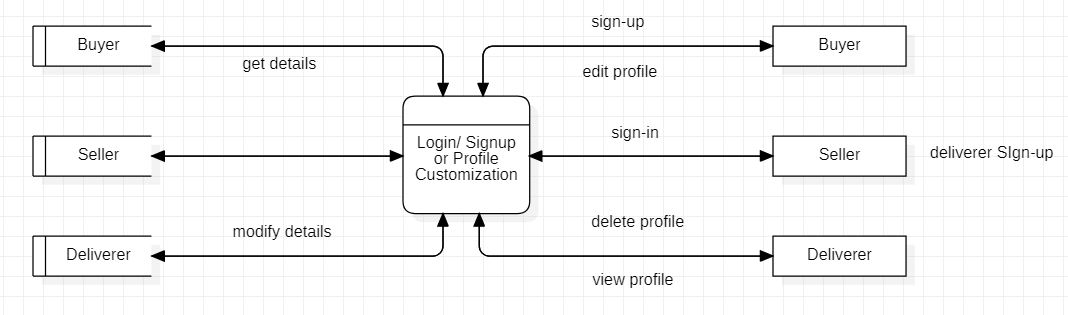 sign-up
Buyer
Buyer
get details
edit profile
sign-in
Login/ Signup
or Profile
Customization
Seller
Seller
deliverer SIgn-up
modify details
delete profile
Deliverer
Deliverer
view profile